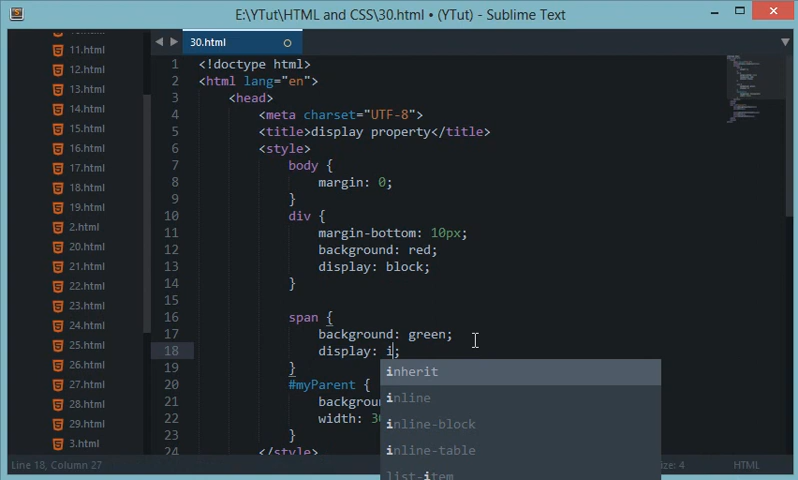 E:\YTut\HTML and CSS\30.html • (YTut) - Sublime Text
30.html
11.html
12.html
13.html
14.html
15.html
16.html
17.html
18.html
19.html
2.html
20.html
21.html
22.html
23.html
24.html
25.html
26.html
27.html
28.html
29.html
3.html
1 <!doctype html>
2 <html lang="en">
3 <head>
4 <meta charset="UTF-8">
5 <title>display property</title>
6 <style>
7 body {
8 margin: 0;
9 }
10 div {
11 margin-bottom: 10px;
12 background: red;
13 display: block;
14 }
15
16 span {
17 background: green;
18 display: i;
19 }
20 #myParent {
21 backgrou
22 width: 3
23 }
24 </style>
inherit
inline
inline-block
inline-table
list-item
Line 18, Column 27
Size: 4
HTML